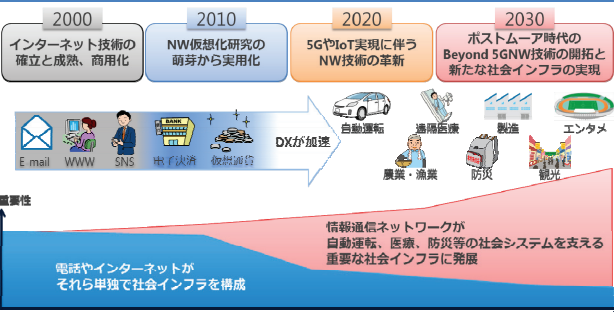 2000
2010
2020
2030
インターネット技術の
確立と成熟、商用化
NW仮想化研究の
萌芽から実用化
5GやIoT実現に伴う
NW技術の革新
ポストムーア時代の
Beyond 5GNW技術の開拓と
新たな社会インフラの実現
BANK
E mail
WWW
SNS
電子決済
仮想通貨
DXが加速
自動運転
遠隔医療
製造
エンタメ
農業・漁業
防災
観光
重要性
情報通信ネットワークが
自動運転、医療、防災等の社会システムを支える
重要な社会インフラに発展
電話やインターネットが
それら単独で社会インフラを構成